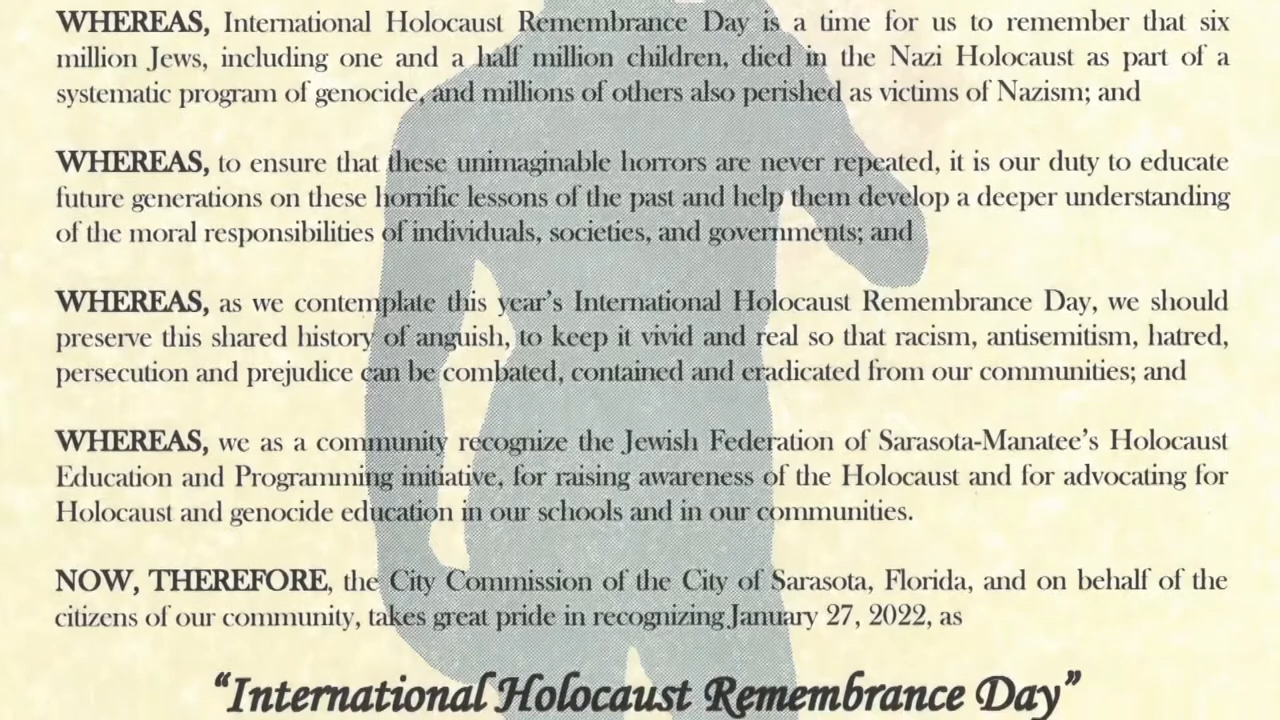 WHEREAS, International Holocaust Remembrance Day is a time for us to remember that six
million Jews, including one and a half million children, died in the Nazi Holocaust as part of a
systematic program of genocide, and millions of others also perished as victims of Nazism; and
WHEREAS, to ensure that these unimaginable horrors are never repeated, it is our duty to educate
future generations on these horrific lessons of the past and help them develop a deeper understanding
of the moral responsibilities of individuals, societies, and governments; and
WHEREAS, as we contemplate this year's International Holocaust Remembrance Day, we should
preserve this shared history of anguish, to keep it vivid and real so that racism, antisemitism, hatred,
persecution and prejudice can be combated, contained and eradicated from our communities; and
WHEREAS, we as a community recognize the Jewish Federation of Sarasota-Manatee's Holocaust
Education and Programming initiative, for raising awareness of the Holocaust and for advocating for
Holocaust and genocide education in our schools and in our communities.
NOW, THEREFORE, the City Commission of the City of Sarasota, Florida, and on behalf of the
citizens of our community, takes great pride in recognizing January 27, 2022, as
"International Holocaust Remembrance Day"